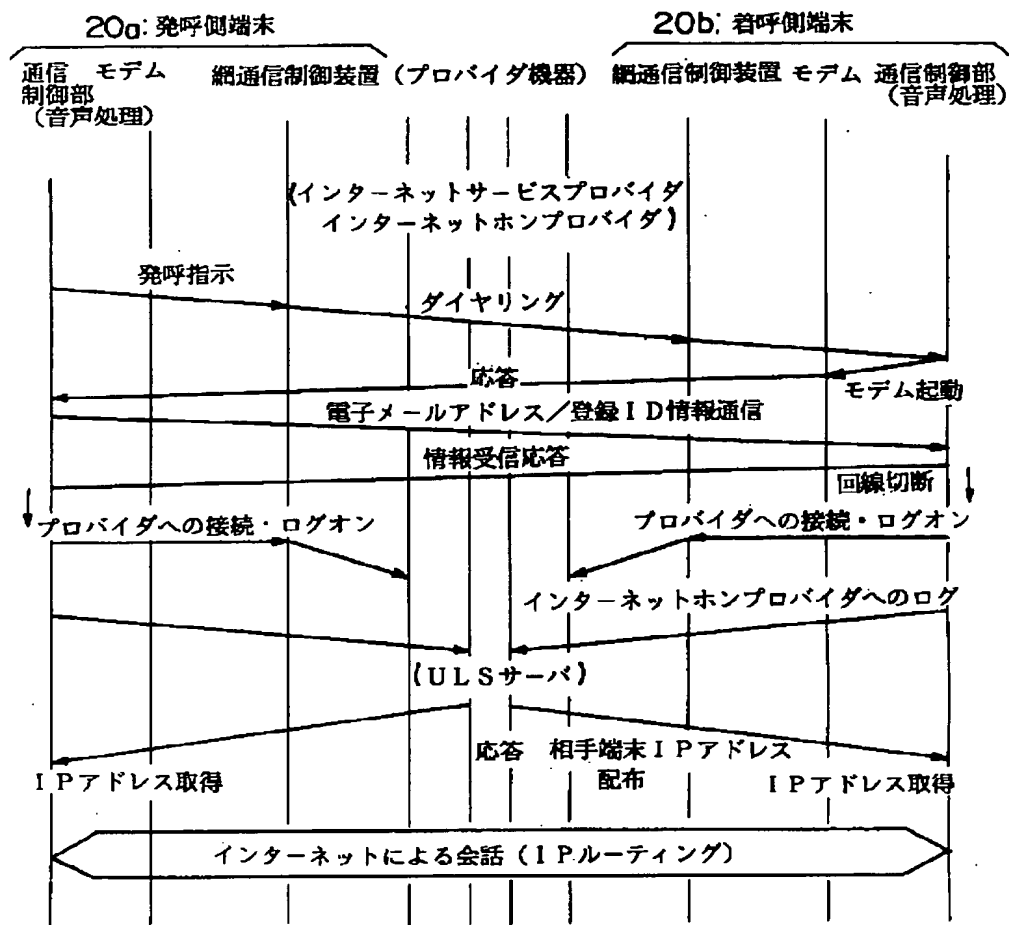 20a: 発呼側端末
20b: 着呼側端末
通信 モデム 網通信制御装置 (プロバイダ機器) 網通信制御装置 モデム 通信制御部
制御部
(音声処理)
(音声処理)
(インターネットサービスプロバイダ
インターネットホンプロバイダ)
発呼指示
ダイヤリング
応答
モデム起動
電子メールアドレス/登録ID情報通信
情報受信応答
回線切断
プロバイダへの接続・ログオン
プロバイダへの接続・ログオン
インターネットホンプロバイダへのログ
(ULSサーバ)
応答 相手端末IPアドレス
配布
IPアドレス取得
IPアドレス取得
インターネットによる会話(IPルーティング)